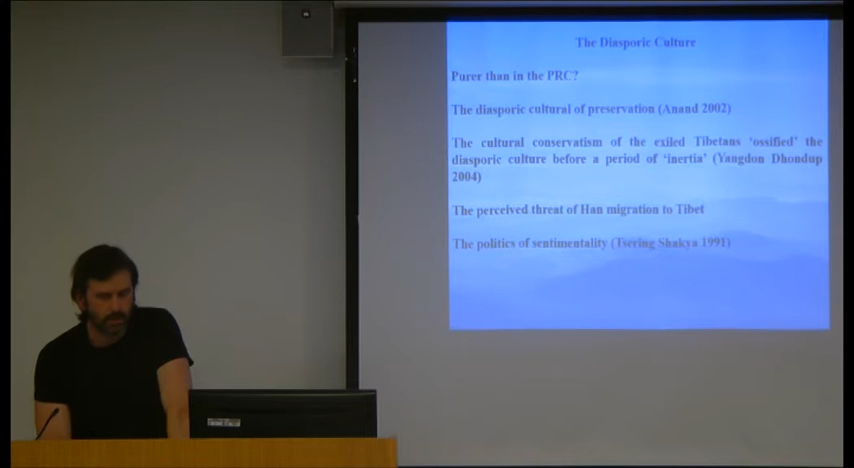 The Diasporic Culture
Purer than in the PRC?
The diasporic cultural of preservation (Anand 2002)
The cultural conservatism of the exiled Tibetans ‘ossified’ the
diasporic culture before a period of ‘inertia’ (Yangdon Dhondup
2004)
The perceived threat of Han migration to Tibet
The politics of sentimentality (Tsering Shakya 1991)